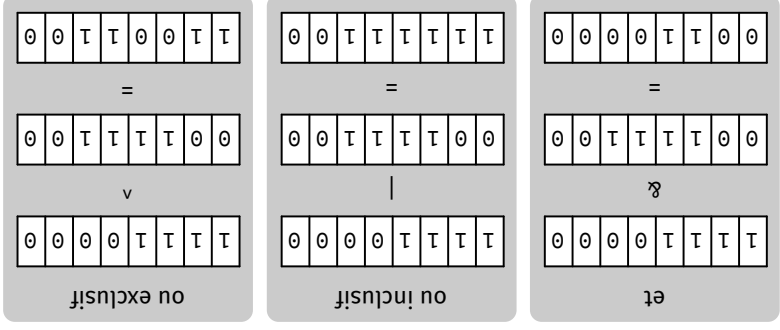 et
1 1 1 1 0 0 0 0
&
0 0 1 1 1 1 0 0
=
0 0 1 1 0 0 0 0
ou inclusif
1 1 1 1 0 0 0 0
|
0 0 1 1 1 1 0 0
=
1 1 1 1 1 1 0 0
ou exclusif
1 1 1 1 0 0 0 0
^
0 0 1 1 1 1 0 0
=
1 1 0 0 1 1 0 0